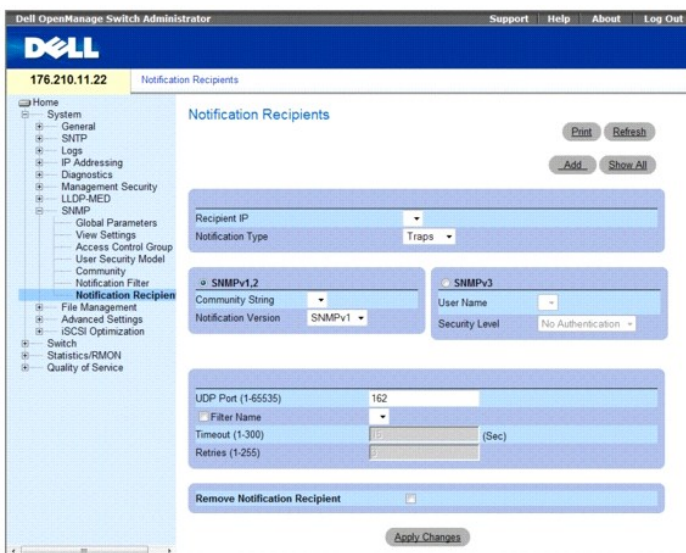 Dell OpenManage Switch Administrator
Support Help About Log Out
DELL
176.210.11.22
Notification Recipients
Home
System
General
SNTP
Logs
IP Addressing
Diagnostics
Management Security
LLDP-MED
SNMP
Global Parameters
View Settings
Access Control Group
User Security Model
Community
Notification Filter
Notification Recipien
File Management
Advanced Settings
iSCSI Optimization
Switch
Statistics/RMON
Quality of Service
Notification Recipients
Print Refresh
Add Show All
Recipient IP
Notification Type Traps
SNMPv1,2
Community String
Notification Version SNMPv1
SNMPv3
User Name
Security Level No Authentication
UDP Port (1-65535) 162
Filter Name
Timeout (1-300) 15 (Sec)
Retries (1-255)
Remove Notification Recipient
Apply Changes